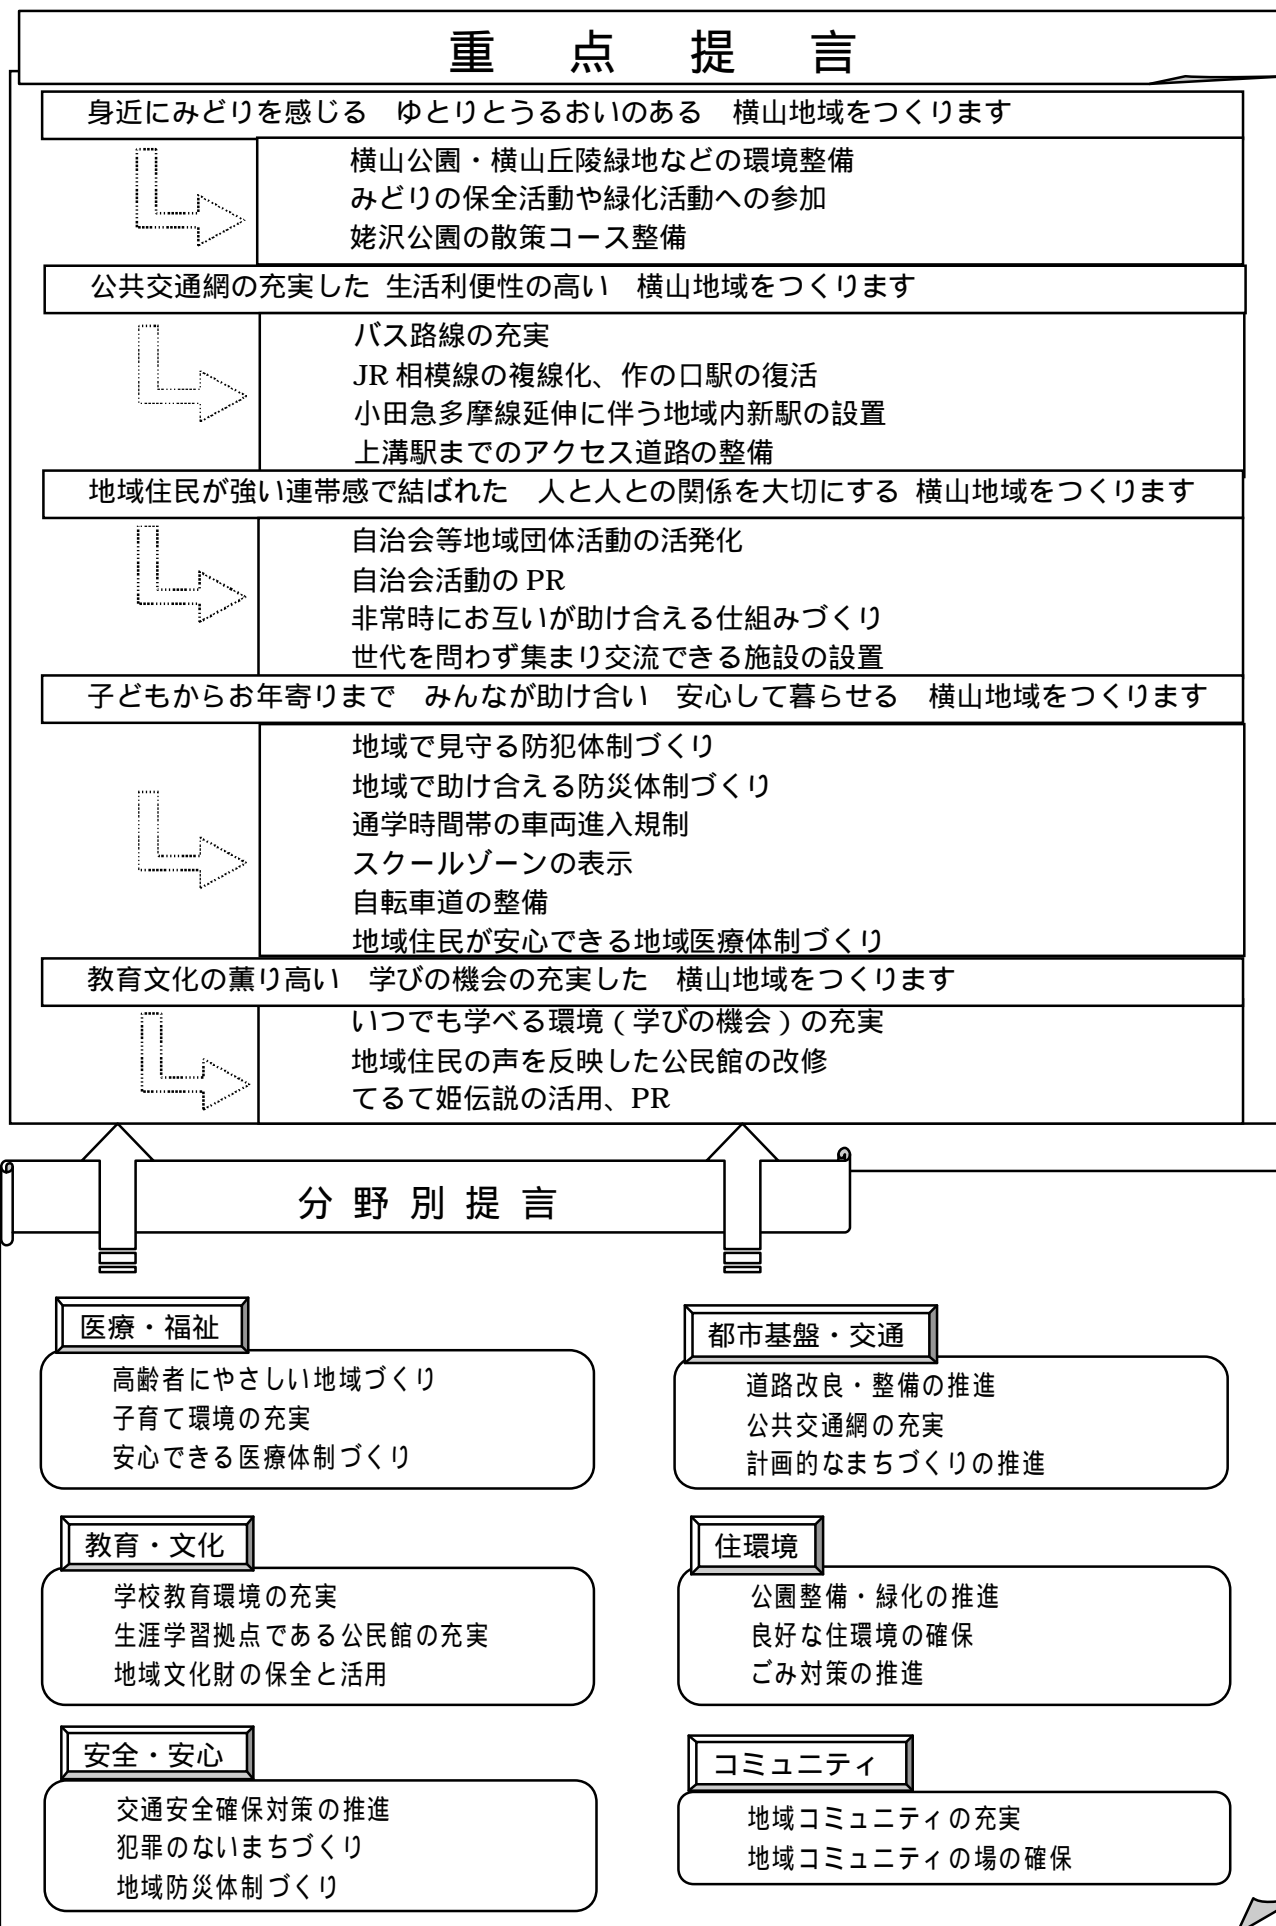 重点提言
身近にみどりを感じる　ゆとりとうるおいのある　横山地域をつくります
横山公園・横山丘陵緑地などの環境整備
みどりの保全活動や緑化活動への参加
姥沢公園の散策コース整備
公共交通網の充実した 生活利便性の高い　横山地域をつくります
バス路線の充実
JR 相模線の複線化、作の口駅の復活
小田急多摩線延伸に伴う地域内新駅の設置
上溝駅までのアクセス道路の整備
地域住民が強い連帯感で結ばれた　人と人との関係を大切にする 横山地域をつくります
自治会等地域団体活動の活発化
自治会活動の PR
非常時にお互いが助け合える仕組みづくり
世代を問わず集まり交流できる施設の設置
子どもからお年寄りまで　みんなが助け合い　安心して暮らせる　横山地域をつくります
地域で見守る防犯体制づくり
地域で助け合える防災体制づくり
通学時間帯の車両進入規制
スクールゾーンの表示
自転車道の整備
地域住民が安心できる地域医療体制づくり
教育文化の薫り高い　学びの機会の充実した　横山地域をつくります
いつでも学べる環境（学びの機会）の充実
地域住民の声を反映した公民館の改修
てるて姫伝説の活用、PR
分野別提言
医療・福祉
高齢者にやさしい地域づくり
子育て環境の充実
安心できる医療体制づくり
都市基盤・交通
道路改良・整備の推進
公共交通網の充実
計画的なまちづくりの推進
教育・文化
学校教育環境の充実
生涯学習拠点である公民館の充実
地域文化財の保全と活用
住環境
公園整備・緑化の推進
良好な住環境の確保
ごみ対策の推進
安全・安心
交通安全確保対策の推進
犯罪のないまちづくり
地域防災体制づくり
コミュニティ
地域コミュニティの充実
地域コミュニティの場の確保